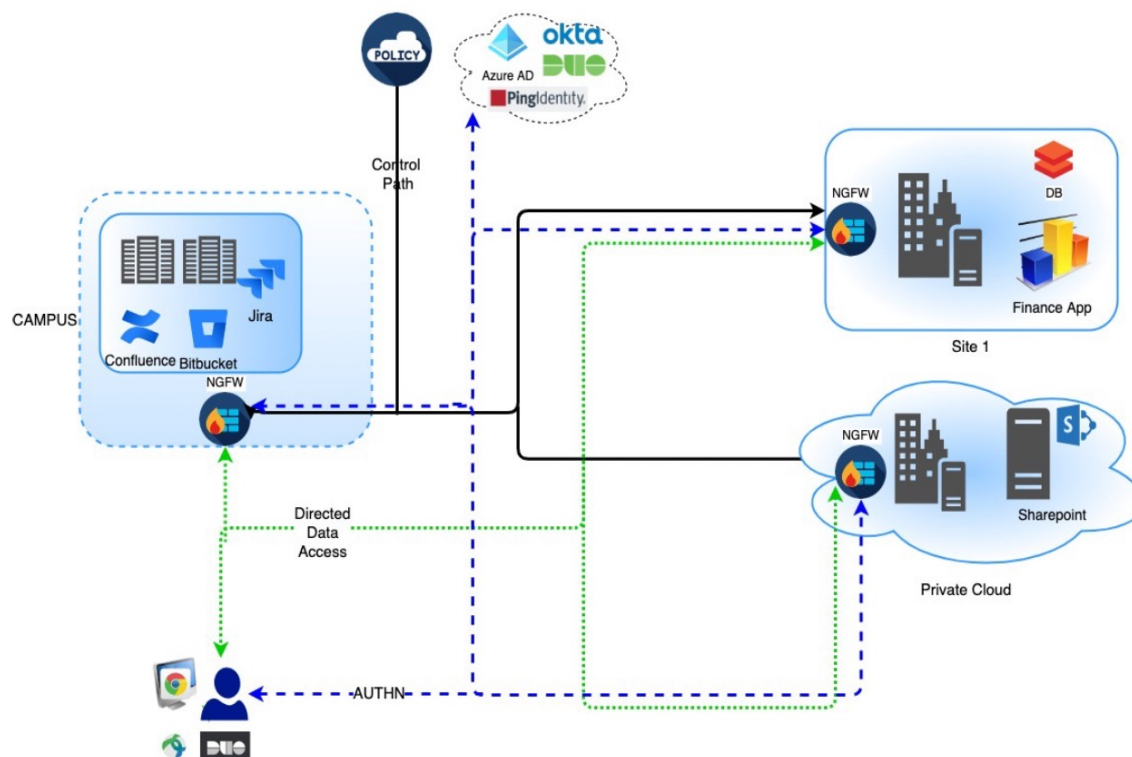 POLICY
okta
Azure AD
DUO
PingIdentity.
Control
Path
NGFW
DB
Finance App
Site 1
CAMPUS
Jira
Confluence
Bitbucket
NGFW
NGFW
S
Sharepoint
Private Cloud
Directed
Data
Access
AUTHN
DUO